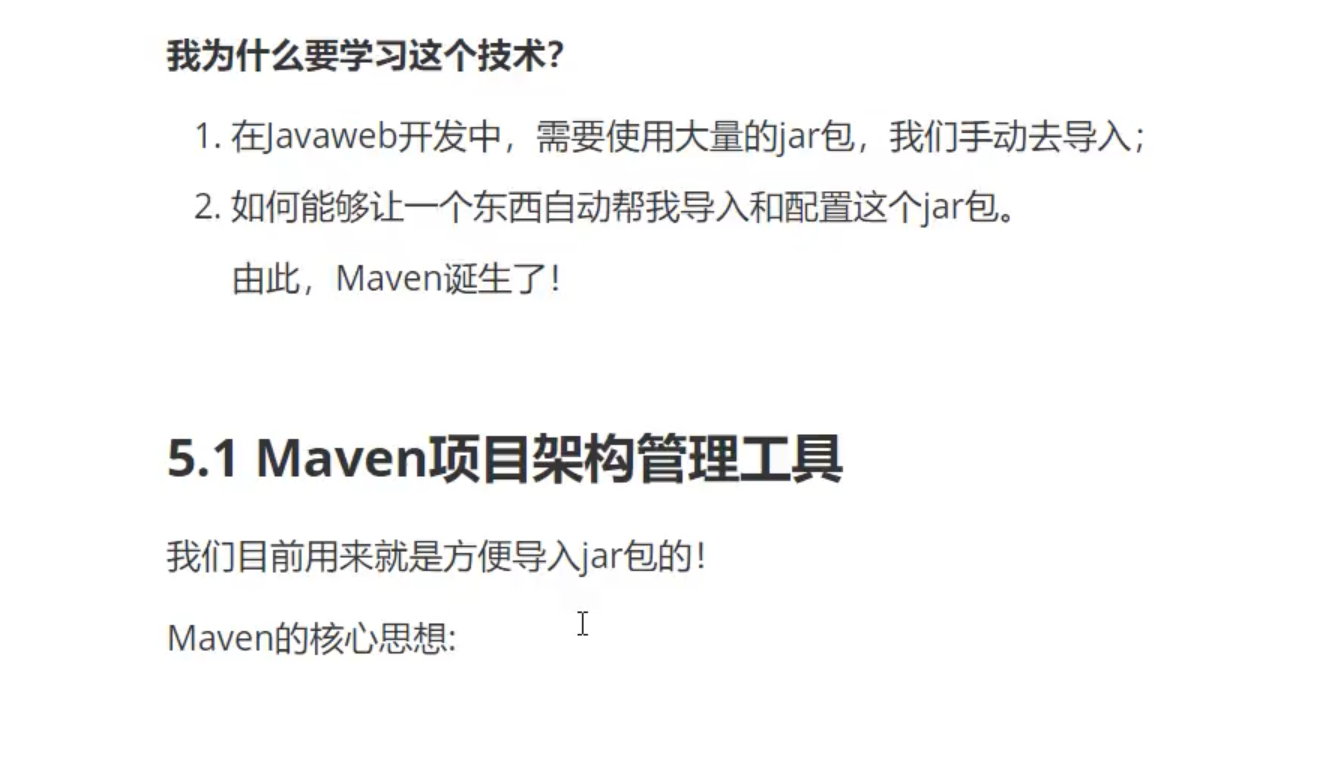 我为什么要学习这个技术？
1. 在Javaweb开发中，需要使用大量的jar包，我们手动去导入；
2. 如何能够让一个东西自动帮我导入和配置这个jar包。
由此，Maven诞生了！
5.1 Maven项目架构管理工具
我们目前用来就是方便导入jar包的！
Maven的核心思想: